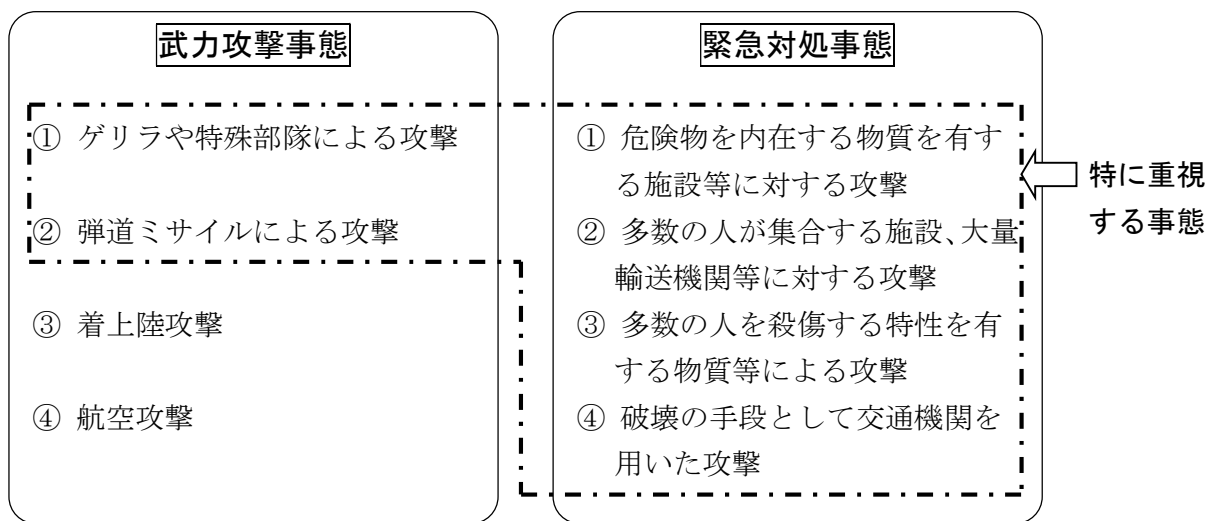 武力攻撃事態
① ゲリラや特殊部隊による攻撃
② 弾道ミサイルによる攻撃
③ 着上陸攻撃
④ 航空攻撃
緊急対処事態
① 危険物を内在する物質を有す
る施設等に対する攻撃
② 多数の人が集合する施設、大量
輸送機関等に対する攻撃
③ 多数の人を殺傷する特性を有
する物質等による攻撃
④ 破壊の手段として交通機関を
用いた攻撃
特に重視
する事態